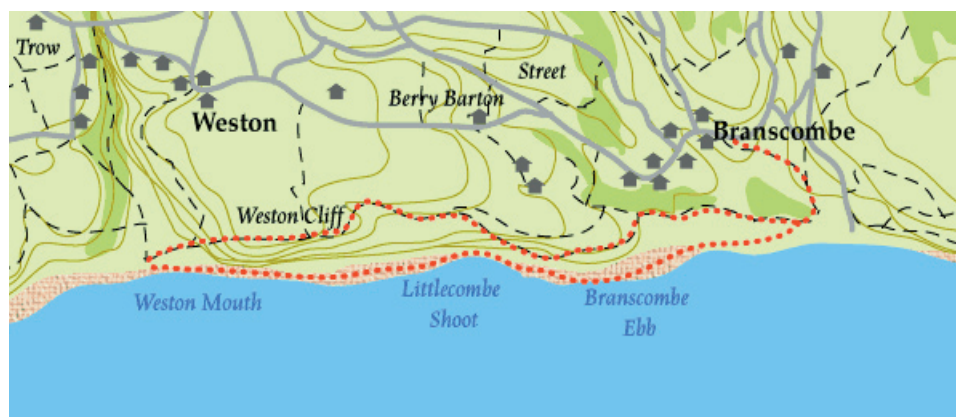 Trow
Street
Berry Barton
Weston
Branscombe
Weston Cliff
Weston Mouth
Littlecombe
Shoot
Branscombe
Ebb